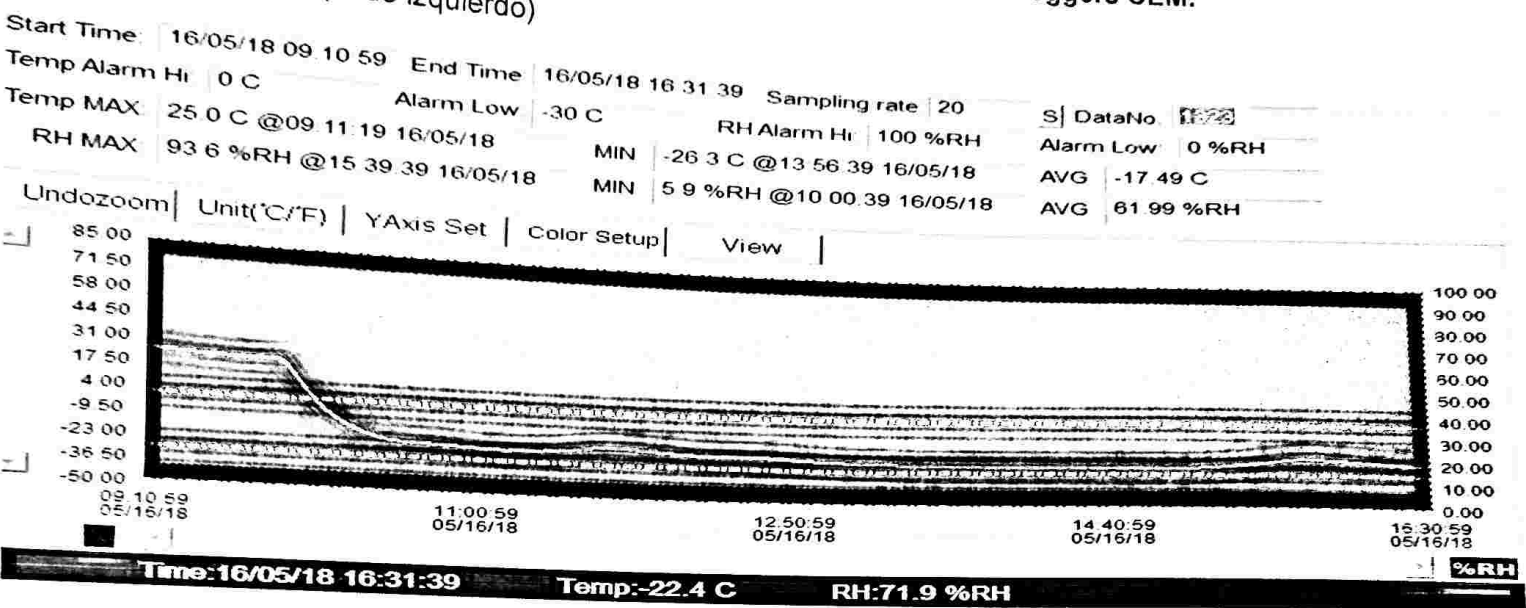 izquierdo)
OEM.
Start Time: 16/05/18 09 10 59 End Time 16/05/18 16 31 39 Sampling rate 20 S| DataNo.
Temp Alarm Hi 0 C Alarm Low -30 C RH Alarm Hi 100 %RH Alarm Low 0 %RH
Temp MAX 25.0 C @09.11:19 16/05/18 MIN -26 3 C @13 56.39 16/05/18 AVG -17.49 C
RH MAX 93 6 %RH @15 39.39 16/05/18 MIN 5 9 %RH @10 00.39 16/05/18 AVG 61.99 %RH
Undozoom Unit(°C/°F) YAxis Set Color Setup View
85 00
71 50
58 00
44 50
31 00
17 50
4 00
-9 50
-23 00
-36 50
-50 00
100 00
90 00
80.00
70 00
60.00
50.00
40.00
30.00
20.00
10 00
0.00
09.10 59 11:00:59 12:50:59 14:40:59 16:30:59
05/16/18 05/16/18 05/16/18 05/16/18 05/16/18
%RH
Time:16/05/18 16:31:39 Temp:-22.4 C RH:71.9 %RH